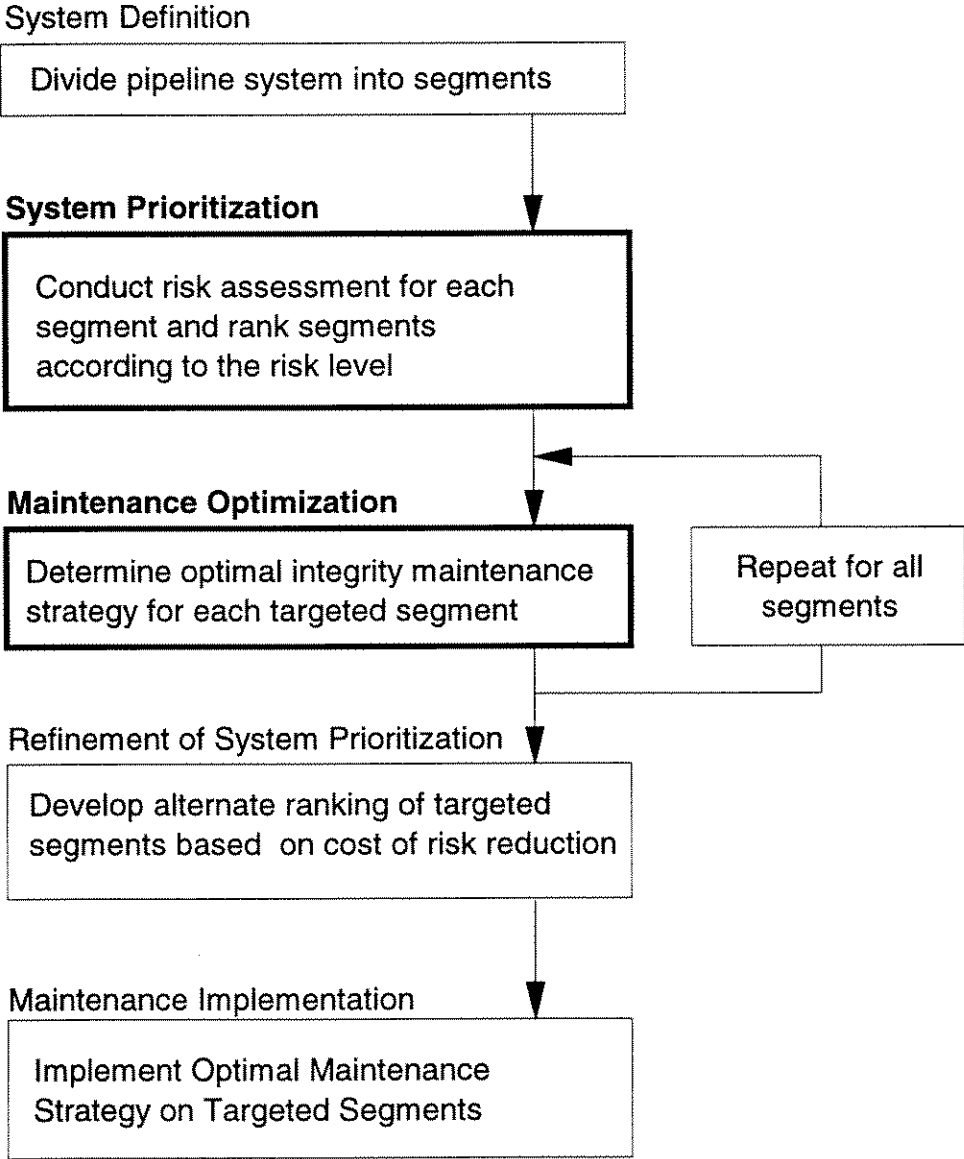 System Definition
Divide pipeline system into segments
System Prioritization
Conduct risk assessment for each
segment and rank segments
according to the risk level
Maintenance Optimization
Determine optimal integrity maintenance
strategy for each targeted segment
Repeat for all
segments
Refinement of System Prioritization
Develop alternate ranking of targeted
segments based on cost of risk reduction
Maintenance Implementation
Implement Optimal Maintenance
Strategy on Targeted Segments